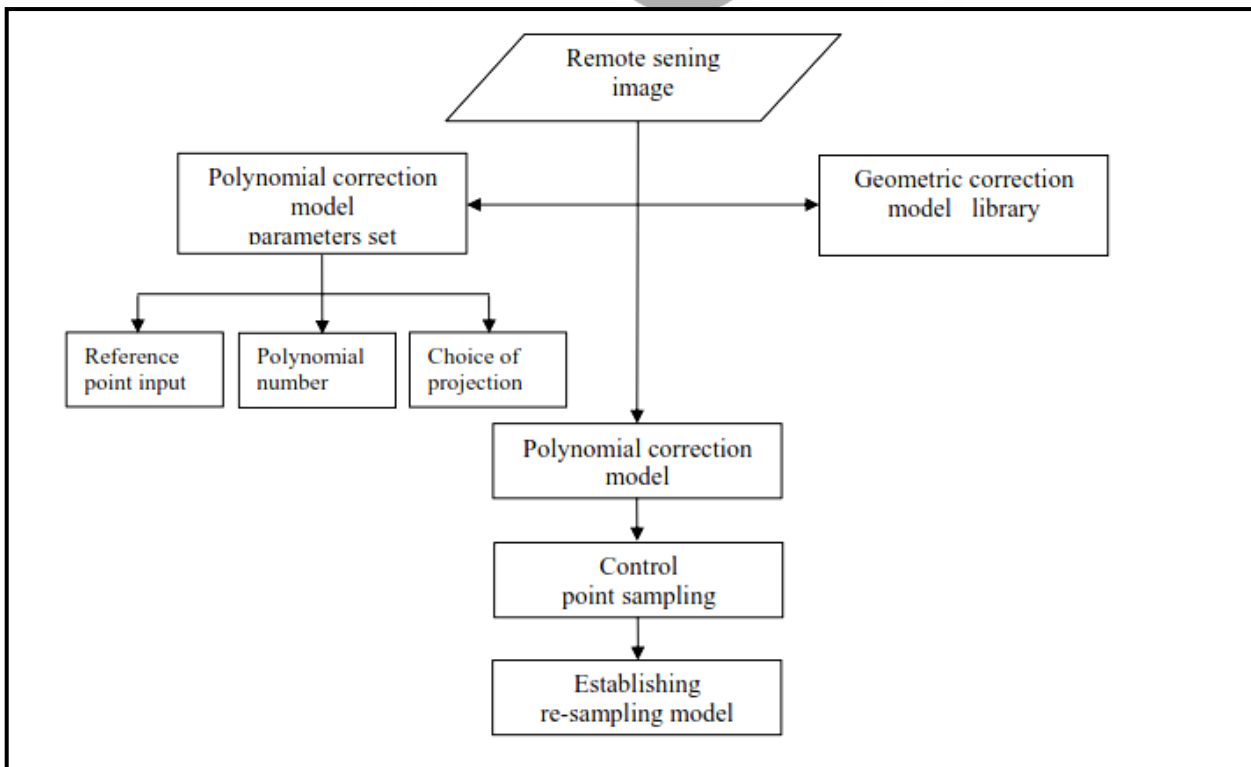 Remote sening
image
Polynomial correction
model
parameters set
Geometric correction
model library
Reference
point input
Polynomial
number
Choice of
projection
Polynomial correction
model
Control
point sampling
Establishing
re-sampling model